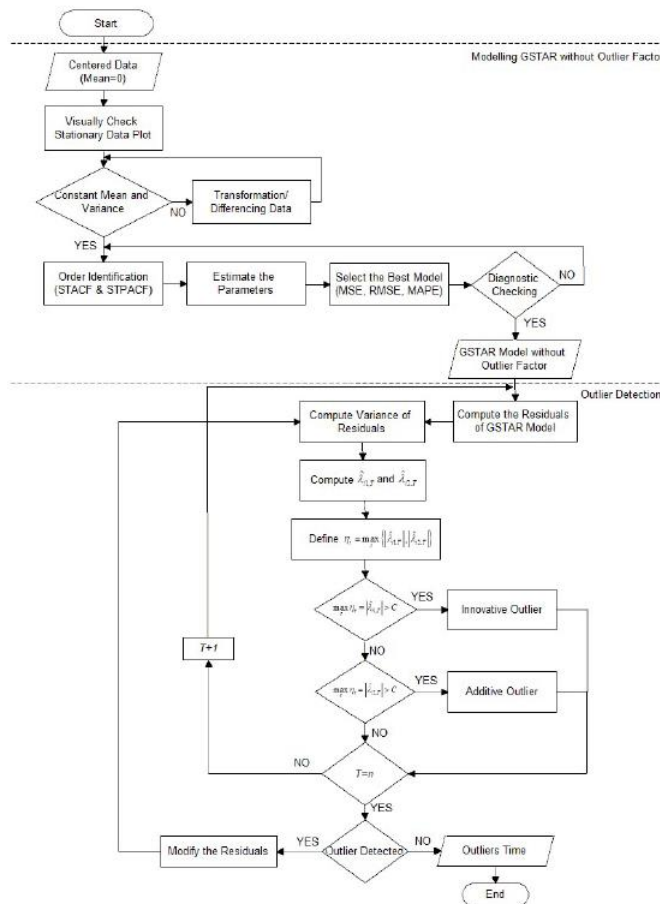 Start
Modelling GSTAR without Outlier Factor
Centered Data
(Mean=0)
Visually Check
Stationary Data Plot
Constant Mean and
Variance
NO
Transformation/
Differencing Data
YES
Order Identification
(STACF & STPACF)
Estimate the
Parameters
Select the Best Model
(MSE, RMSE, MAPE)
Diagnostic
Checking
NO
YES
GSTAR Model without
Outlier Factor
Outlier Detection
Compute Variance of
Residuals
Compute the Residuals
of GSTAR Model
Compute and
Define
YES
Innovative Outlier
T+1
NO
YES
Additive Outlier
NO
NO
T=n
YES
Modify the Residuals
YES
Outlier Detected
NO
Outliers Time
End